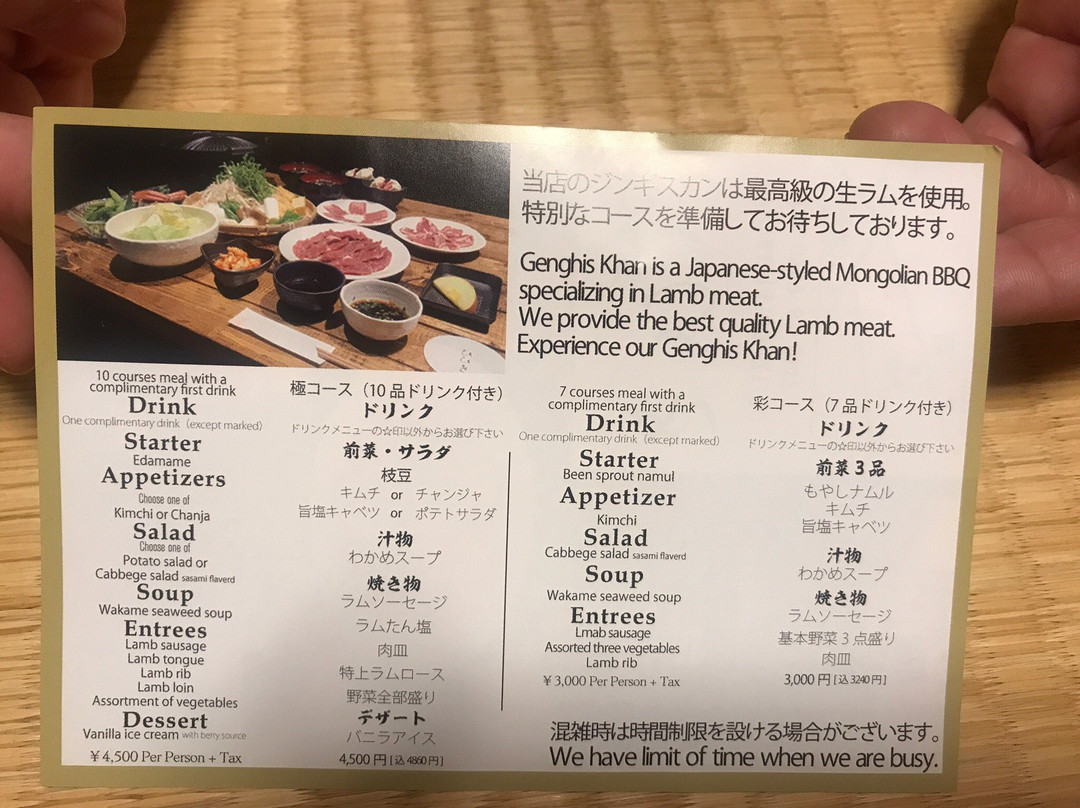 当店のジンギスカンは最高級の生ラムを使用。
特別なコースを準備してお待ちしております。
Genghis Khan is a Japanese-styled Mongolian BBQ
specializing in Lamb meat.
We provide the best quality Lamb meat.
Experience our Genghis Khan!
10 courses meal with a
complimentary first drink
Drink
One complimentary drink（except marked）
Starter
Edamame
Appetizers
Choose one of
Kimchi or Chanja
Salad
Choose one of
Potato salad or
Cabbege salad sasami flaverd
Soup
Wakame seaweed soup
Entrees
Lamb sausage
Lamb tongue
Lamb rib
Lamb loin
Assortment of vegetables
Dessert
Vanilla ice cream with berry source
¥4,500 Per Person + Tax
極コース（10品ドリンク付き）
ドリンク
ドリンクメニューの☆印以外からお選び下さい
前菜・サラダ
枝豆
キムチ or チャンジャ
旨塩キャベツ or ポテトサラダ
汁物
わかめスープ
焼き物
ラムソーセージ
ラムたん塩
肉皿
特上ラムロース
野菜全部盛り
デザート
バニラアイス
4,500円［込4860円］
7 courses meal with a
complimentary first drink
Drink
One complimentary drink（except marked）
Starter
Been sprout namul
Appetizer
Kimchi
Salad
Cabbege salad sasami flaverd
Soup
Wakame seaweed soup
Entrees
Lmab sausage
Assorted three vegetables
Lamb rib
¥3,000 Per Person + Tax
彩コース（7品ドリンク付き）
ドリンク
ドリンクメニューの☆印以外からお選び下さい
前菜3品
もやしナムル
キムチ
旨塩キャベツ
汁物
わかめスープ
焼き物
ラムソーセージ
基本野菜3点盛り
肉皿
3,000円［込3240円］
混雑時は時間制限を設ける場合がございます。
We have limit of time when we are busy.